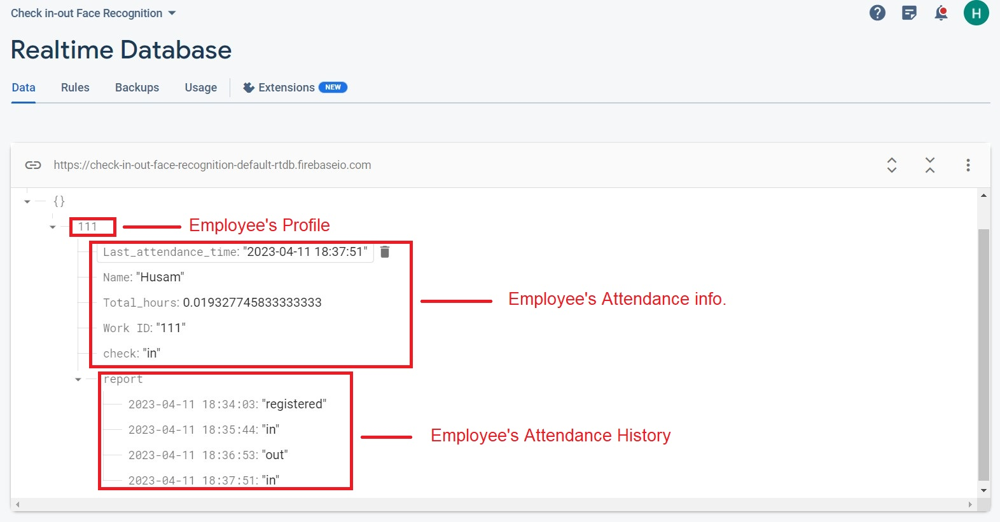 Check in-out Face Recognition
H
Realtime Database
Data Rules Backups Usage Extensions NEW
https://check-in-out-face-recognition-default-rtdb.firebaseio.com
{}
111 Employee's Profile
Last_attendance_time: "2023-04-11 18:37:51"
Name: "Husam"
Total_hours: 0.019327745833333333
Employee's Attendance info.
Work ID: "111"
check: "in"
report
2023-04-11 18:34:03: "registered"
2023-04-11 18:35:44: "in"
Employee's Attendance History
2023-04-11 18:36:53: "out"
2023-04-11 18:37:51: "in"